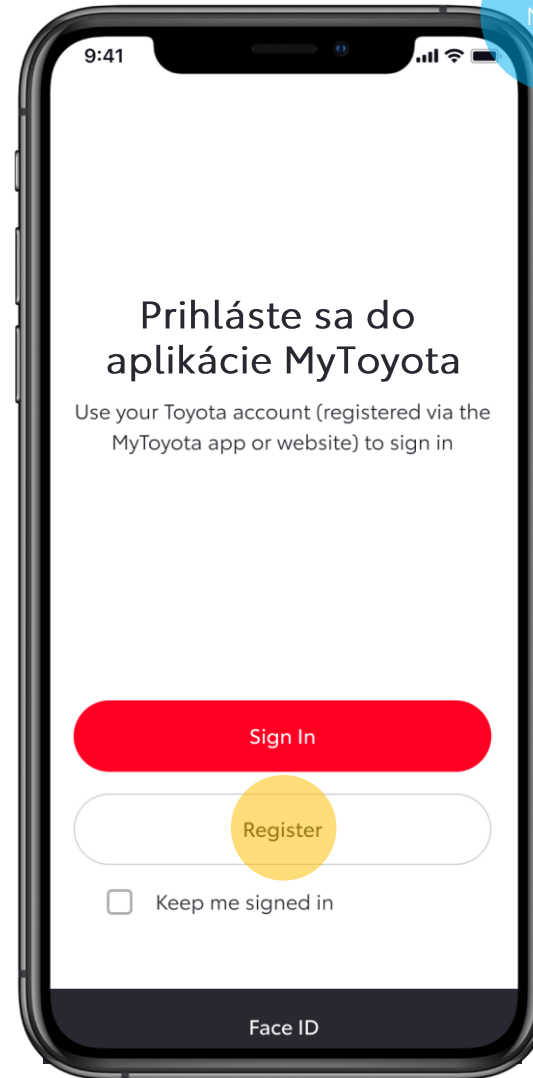 9:41
Prihláste sa do
aplikácie MyToyota
Use your Toyota account (registered via the
MyToyota app or website) to sign in
Sign In
Register
Keep me signed in
Face ID